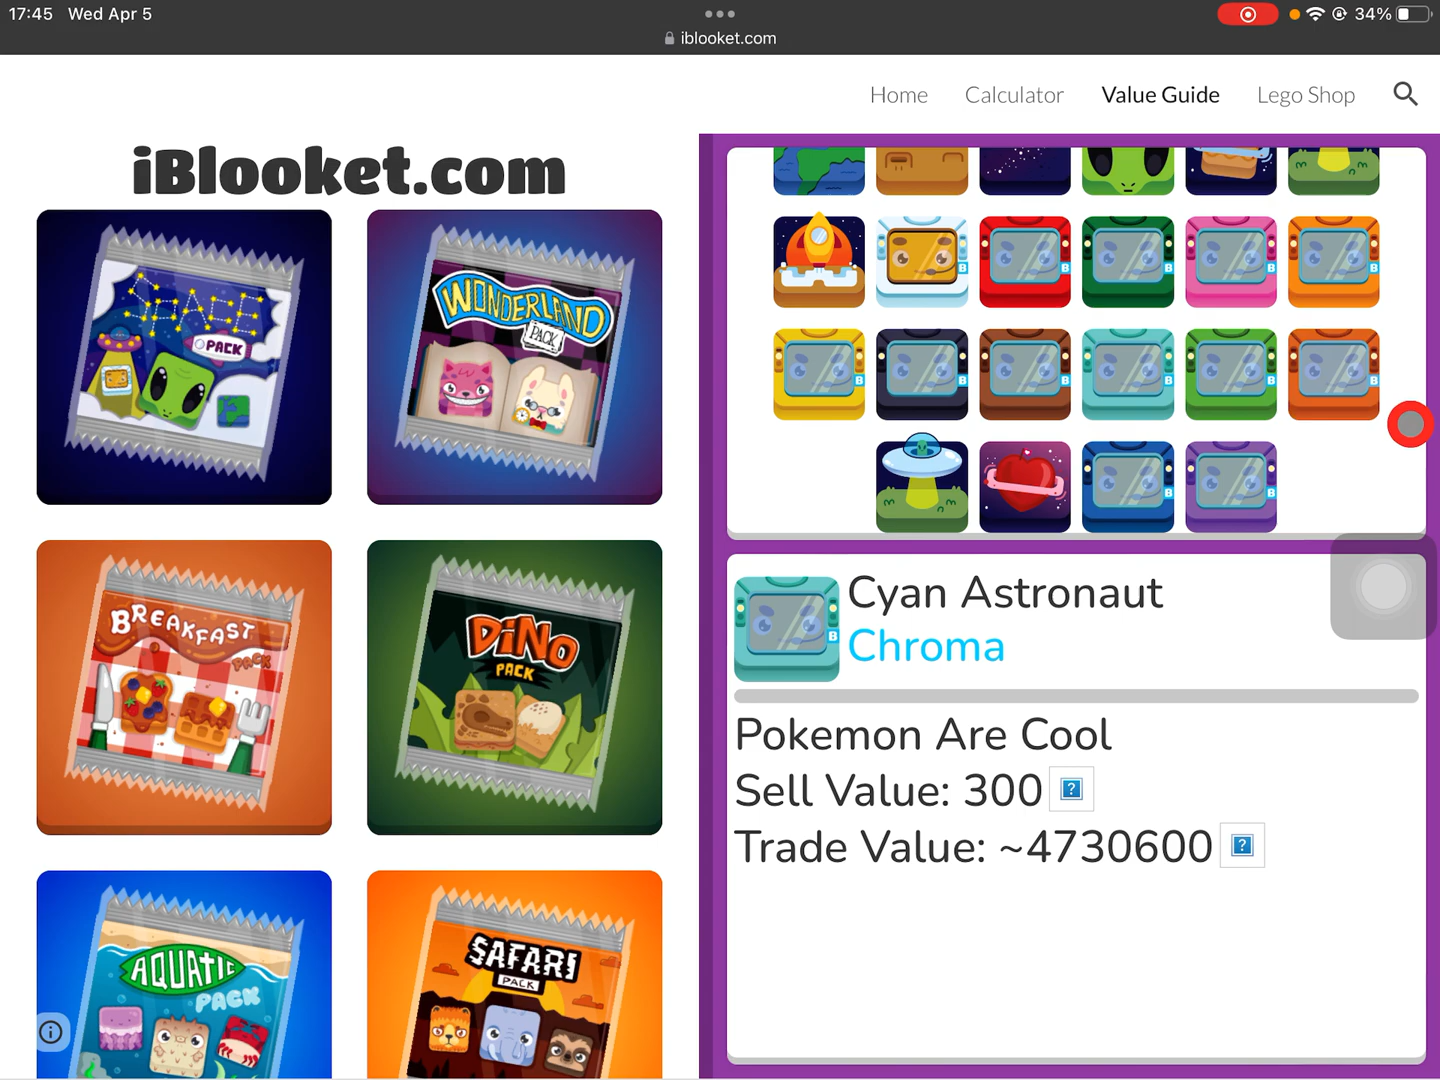 17:45 Wed Apr 5
34%
iblooket.com
Home Calculator Value Guide Lego Shop
iBlooket.com
SPACE
PACK
WONDERLAND
PACK
BREAKFAST
PACK
DINO
PACK
AQUATIC
PACK
SAFARI
PACK
B
B B B B B
B B B B B B
B B
Cyan Astronaut
B
Chroma
Pokemon Are Cool
Sell Value: 300 ?
Trade Value: ~4730600 ?